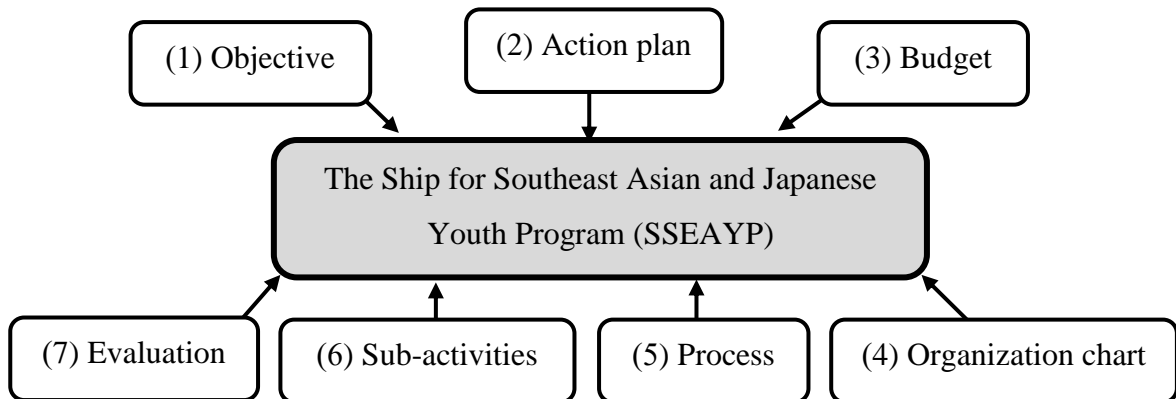 (1) Objective
(2) Action plan
(3) Budget
The Ship for Southeast Asian and Japanese
Youth Program (SSEAYP)
(7) Evaluation
(6) Sub-activities
(5) Process
(4) Organization chart